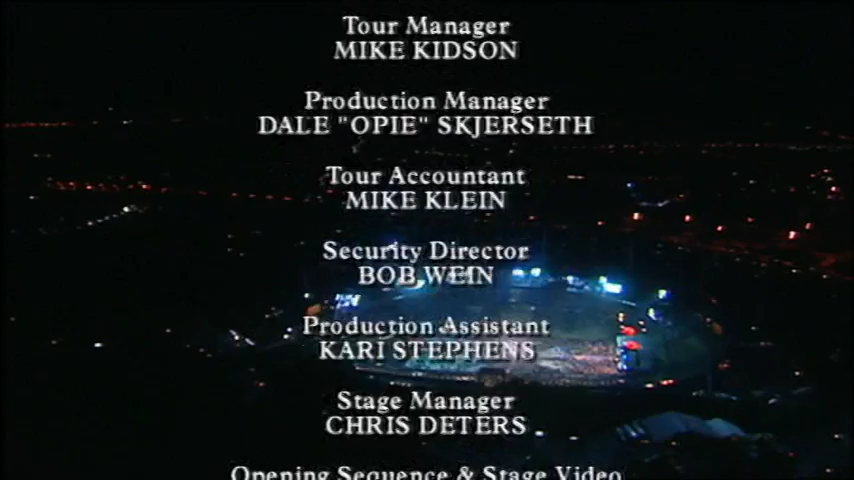 Tour Manager
MIKE KIDSON
Production Manager
DALE "OPIE" SKJERSETH
Tour Accountant
MIKE KLEIN
Security Director
BOB WEIN
Production Assistant
KARI STEPHENS
Stage Manager
CHRIS DETERS
Opening Sequence & Stage Video